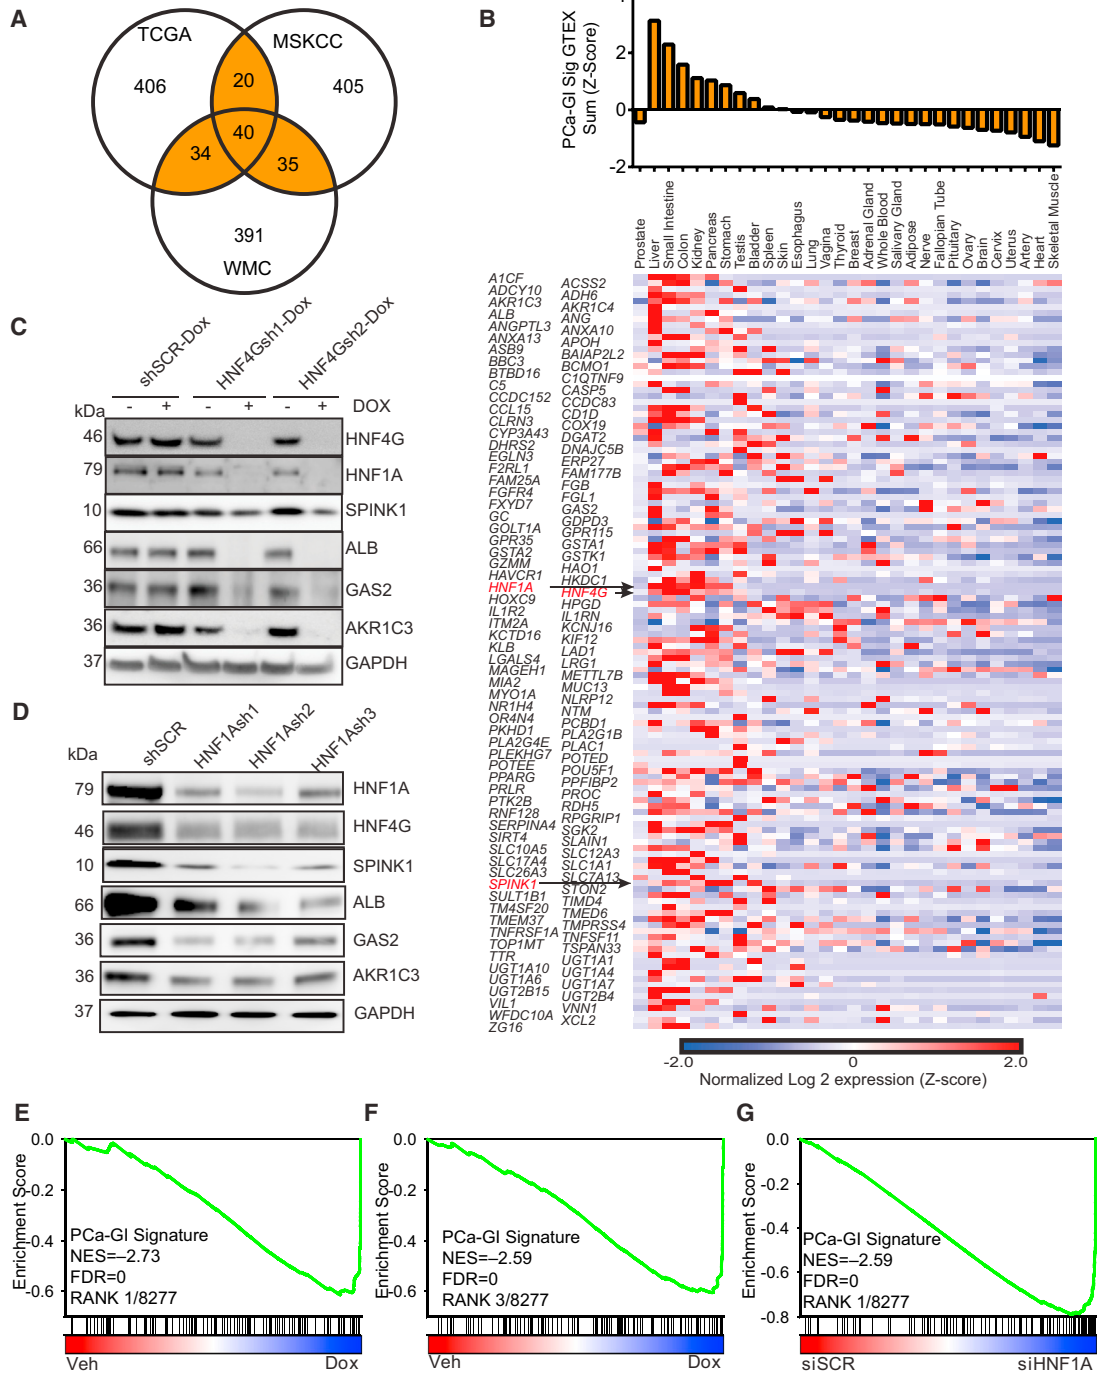 A
TCGA
MSKCC
406
20
405
40
34
35
391
WMC
B
PCa-GI Sig GTEX
Sum (Z-Score)
4
2
0
-2
Prostate
Liver
Small Intestine
Colon
Kidney
Pancreas
Stomach
Testis
Bladder
Spleen
Skin
Esophagus
Lung
Vagina
Thyroid
Breast
Adrenal Gland
Whole Blood
Salivary Gland
Adipose
Nerve
Fallopian Tube
Pituitary
Ovary
Brain
Cervix
Uterus
Artery
Heart
Skeletal Muscle
A1CF
ADCY10
AKR1C3
ALB
ANGPTL3
ANXA13
ASB9
BBC3
BTBD16
C5
CCDC152
CCL15
CLRN3
CYP3A43
DHRS2
EGLN3
F2RL1
FAM25A
FGFR4
FXYD7
GC
GOLT1A
GPR35
GSTA2
GZMM
HAVCR1
HNF1A
HOXC9
IL1R2
ITM2A
KCTD16
KLB
LGALS4
MAGEH1
MIA2
MYO1A
NR1H4
OR4N4
PKHD1
PLA2G4E
PLEKHG7
POTEE
PPARG
PRLR
PTK2B
RNF128
SERPINA4
SIRT4
SLC10A5
SLC17A4
SLC26A3
SPINK1
SULT1B1
TM4SF20
TMEM37
TNFRSF1A
TOP1MT
TTR
UGT1A10
UGT1A6
UGT2B15
VIL1
WFDC10A
ZG16
ACSS2
ADH6
AKR1C4
ANG
ANXA10
APOH
BAIAP2L2
BCMO1
C1QTNF9
CASP5
CCDC83
CD1D
COX19
DGAT2
DNAJC5B
ERP27
FAM177B
FGB
FGL1
GAS2
GDPD3
GPR115
GSTA1
GSTK1
HAO1
HKDC1
HNF4G
HPGD
IL1RN
KCNJ16
KIF12
LAD1
LRG1
METTL7B
MUC13
NLRP12
NTM
PCBD1
PLA2G1B
PLAC1
POTED
POU5F1
PPFIBP2
PROC
RDH5
RPGRIP1
SGK2
SLAIN1
SLC12A3
SLC1A1
SLC7A13
STON2
TIMD4
TMED6
TMPRSS4
TNFSF11
TSPAN33
UGT1A1
UGT1A4
UGT1A7
UGT2B4
VNN1
XCL2
-2.0
0
2.0
Normalized Log 2 expression (Z-score)
C
shSCR-Dox
HNF4Gsh1-Dox
HNF4Gsh2-Dox
kDa
- + - + - + DOX
46 HNF4G
79 HNF1A
10 SPINK1
66 ALB
36 GAS2
36 AKR1C3
37 GAPDH
D
kDa
shSCR
HNF1Ash1
HNF1Ash2
HNF1Ash3
79 HNF1A
46 HNF4G
10 SPINK1
66 ALB
36 GAS2
36 AKR1C3
37 GAPDH
E
Enrichment Score
0.0
-0.2
-0.4
-0.6
PCa-GI Signature
NES=–2.73
FDR=0
RANK 1/8277
Veh
Dox
F
Enrichment Score
0.0
-0.2
-0.4
-0.6
PCa-GI Signature
NES=–2.59
FDR=0
RANK 3/8277
Veh
Dox
G
Enrichment Score
0.0
-0.2
-0.4
-0.6
-0.8
PCa-GI Signature
NES=–2.59
FDR=0
RANK 1/8277
siSCR
siHNF1A